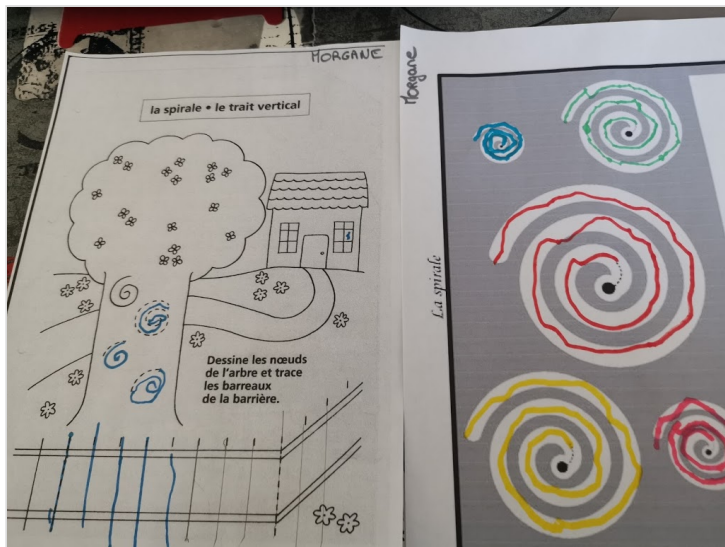 MORGANE
la spirale • le trait vertical
Dessine les nœuds
de l'arbre et trace
les barreaux
de la barrière.
Morgane
La spirale